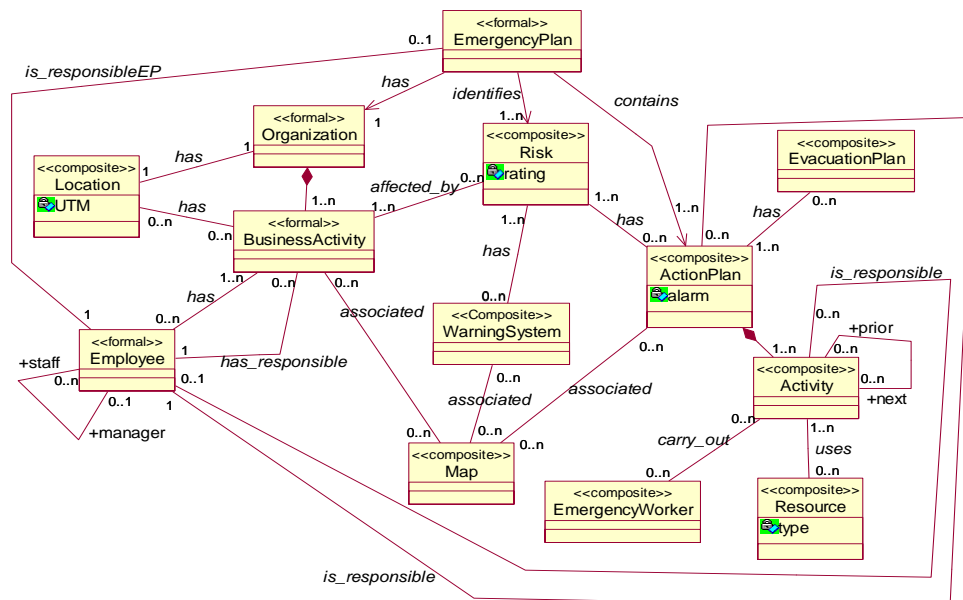 <<formal>>
EmergencyPlan
0..1
is_responsibleEP
has
identifies
contains
1
1..n
<<formal>>
Organization
<<composite>>
Risk
rating
<<composite>>
EvacuationPlan
<<composite>>
Location
UTM
1
has
1
1..n
affected_by
0..n
1..n
has
0..n
0..n
<<formal>>
BusinessActivity
1..n
1..n
has
0..n
1..n
0..n
has
0..n
1..n
<<composite>>
ActionPlan
alarm
is_responsible
1..n
0..n
0..n
has
associated
has
0..n
<<Composite>>
WarningSystem
0..n
0..n
1..n
0..n
+prior
0..n
1
<<formal>>
Employee
0..n
1
has_responsible
+staff
0..n
0..1
0..1
1
+manager
0..n
associated
associated
<<composite>>
Activity
0..n
+next
0..n
0..n
0..n
<<composite>>
Map
0..n
carry_out
1..n
uses
0..n
0..n
<<composite>>
EmergencyWorker
<<composite>>
Resource
type
is_responsible